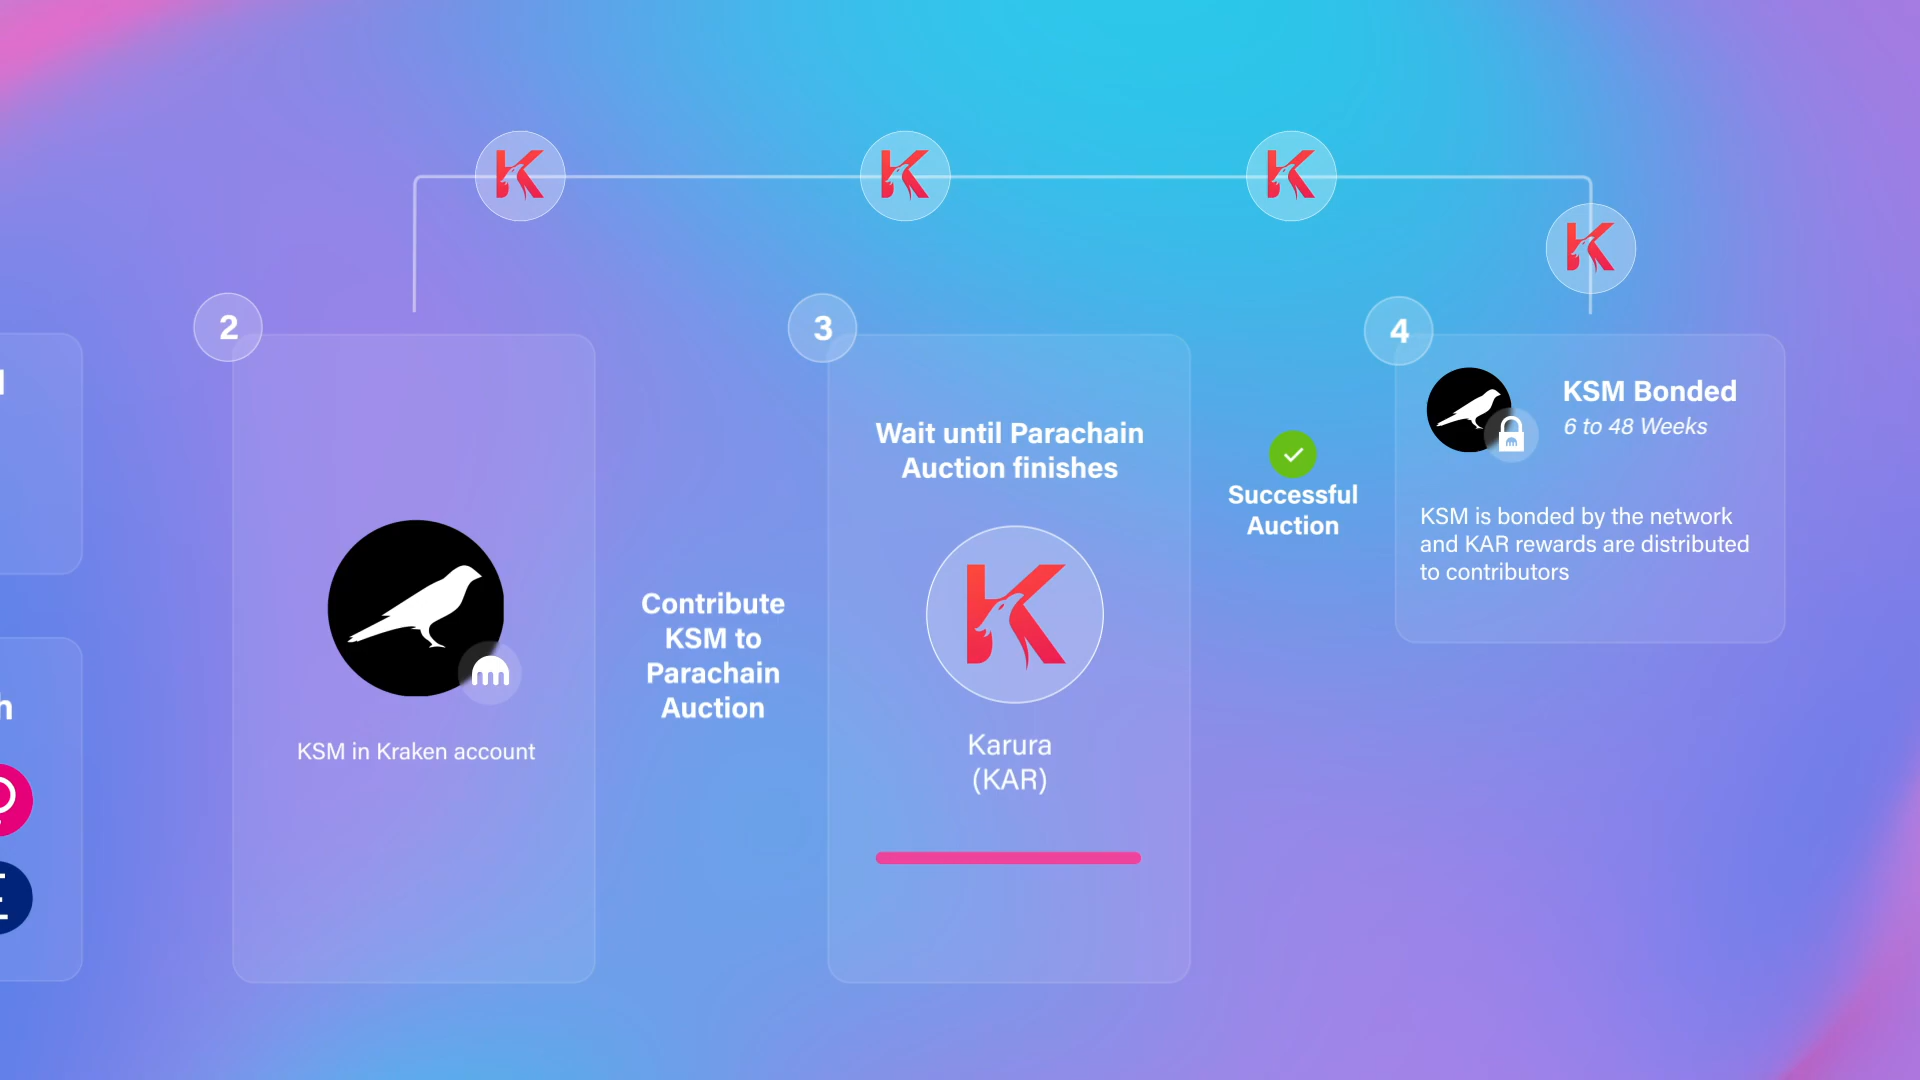 2
KSM in Kraken account
Contribute
KSM to
Parachain
Auction
3
Wait until Parachain
Auction finishes
Karura
(KAR)
Successful
Auction
4
KSM Bonded
6 to 48 Weeks
KSM is bonded by the network
and KAR rewards are distributed
to contributors